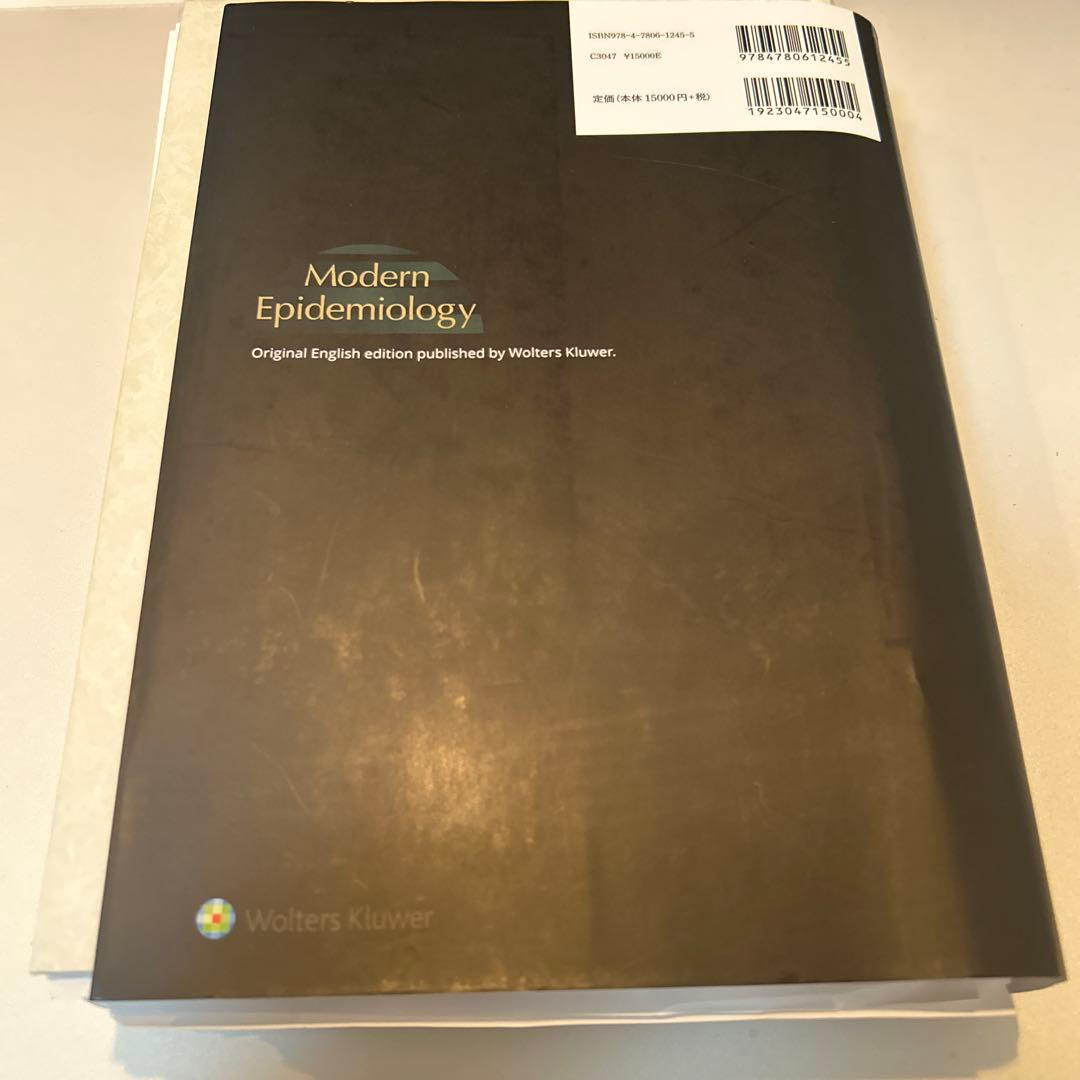 ISBN978-4-7806-1245-5
C3047 ¥15000E
定価(本体 15000円+税)
9784780612455
1923047150004
Modern
Epidemiology
Original English edition published by Wolters Kluwer.
Wolters Kluwer